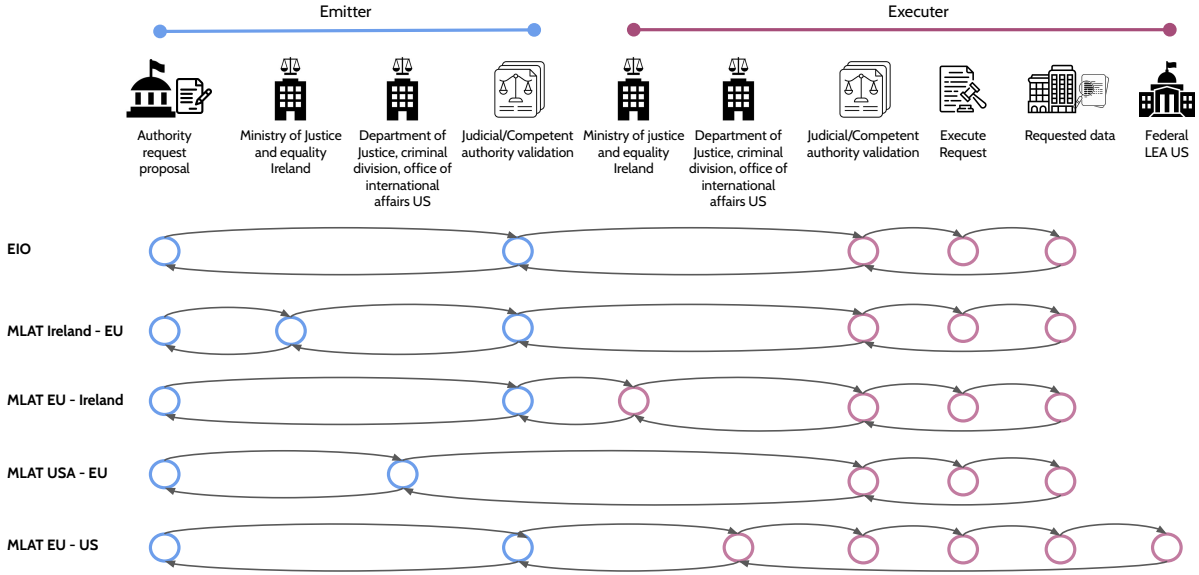 Emitter
Executer
Authority
request
proposal
Ministry of Justice
and equality
Ireland
Department of
Justice, criminal
division, office of
international
affairs US
Judicial/Competent
authority validation
Ministry of justice
and equality
Ireland
Department of
Justice, criminal
division, office of
international
affairs US
Judicial/Competent
authority validation
Execute
Request
Requested data
Federal
LEA US
EIO
MLAT Ireland - EU
MLAT EU - Ireland
MLAT USA - EU
MLAT EU - US